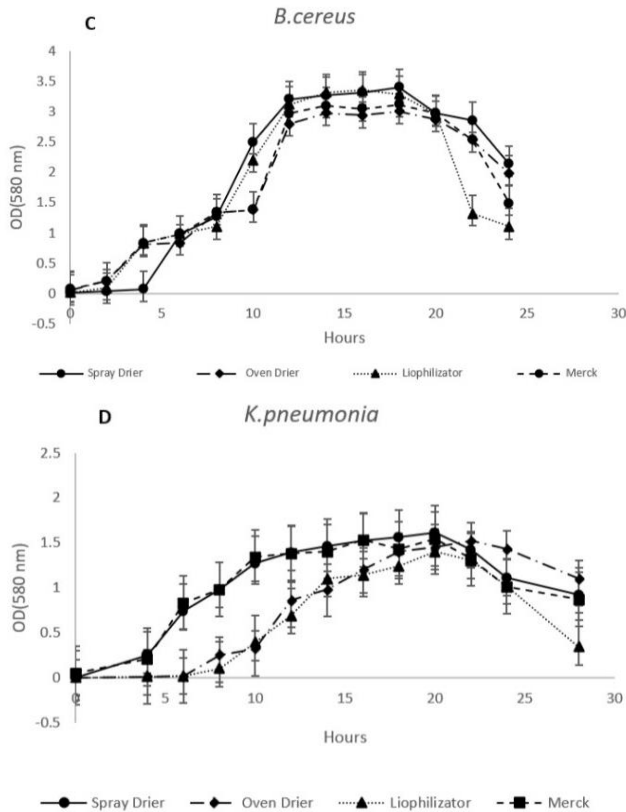 C
B.cereus
4
3.5
3
2.5
2
1.5
1
0.5
0
-0.5
OD(580 nm)
0 5 10 15 20 25 30
Hours
Spray Drier Oven Drier Liophilizator Merck
D
K.pneumonia
2.5
2
1.5
1
0.5
0
-0.5
OD(580 nm)
0 5 10 15 20 25 30
Hours
Spray Drier Oven Drier Liophilizator Merck